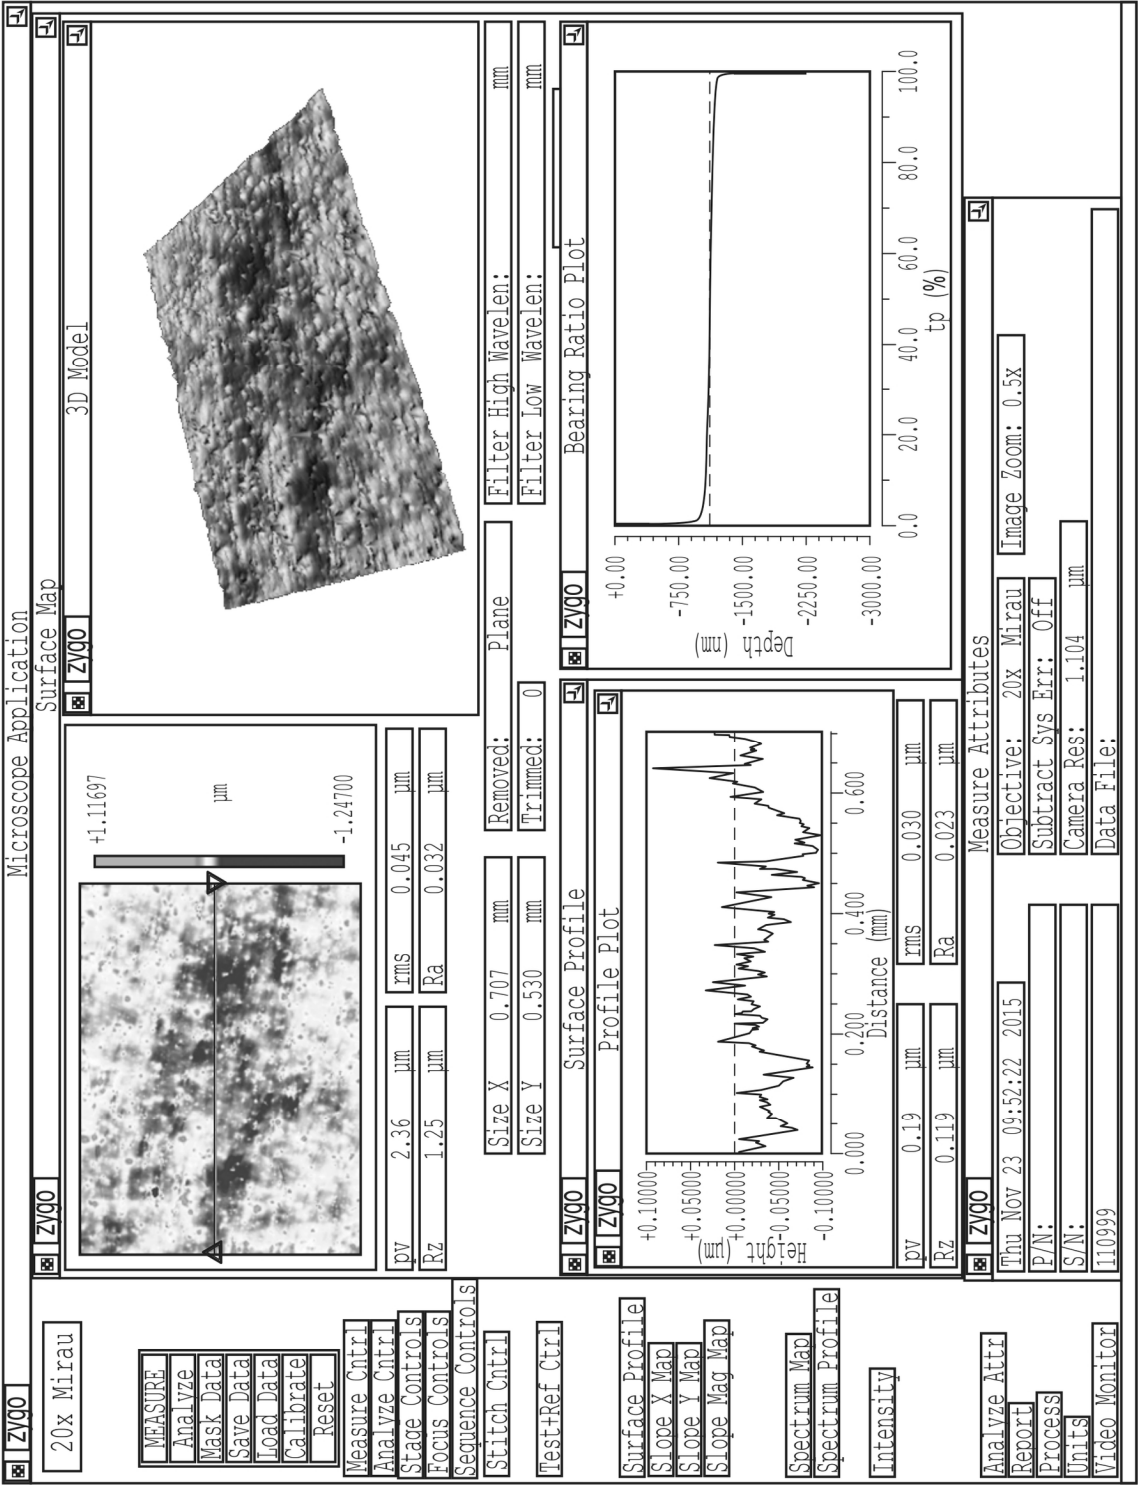 Microscope Application
zygo
20x Mirau
MEASURE
Analyze
Mask Data
Save Data
Load Data
Calibrate
Reset
Measure Cntrl
Analyze Cntrl
Stage Controls
Focus Controls
Sequence Controls
Stitch Cntrl
Test+Ref Ctrl
Surface Profile
Slope X Map
Slope Y Map
Slope Mag Map
Spectrum Map
Spectrum Profile
Intensity
Analyze Attr
Report
Process
Units
Video Monitor
zygo
Surface Map
+1.11697
µm
-1.24700
pv 2.36 µm
rms 0.045 µm
Rz 1.25 µm
Ra 0.032 µm
Size X 0.707 mm
Size Y 0.530 mm
zygo
3D Model
Removed: Plane
Trimmed: 0
Filter High Wavelen: mm
Filter Low Wavelen: mm
zygo
Surface Profile
zygo
Profile Plot
+0.10000
+0.05000
+0.00000
-0.05000
-0.10000
Height (µm)
0.000
0.200
0.400
0.600
Distance (mm)
pv 0.19 µm
rms 0.030 µm
Rz 0.119 µm
Ra 0.023 µm
zygo
Bearing Ratio Plot
+0.00
-750.00
-1500.00
-2250.00
-3000.00
Depth (nm)
0.0
20.0
40.0
60.0
80.0
100.0
tp (%)
zygo
Measure Attributes
Thu Nov 23 09:52:22 2015
P/N:
S/N:
110999
Objective: 20x Mirau
Image Zoom: 0.5x
Subtract Sys Err: Off
Camera Res: 1.104 µm
Data File: